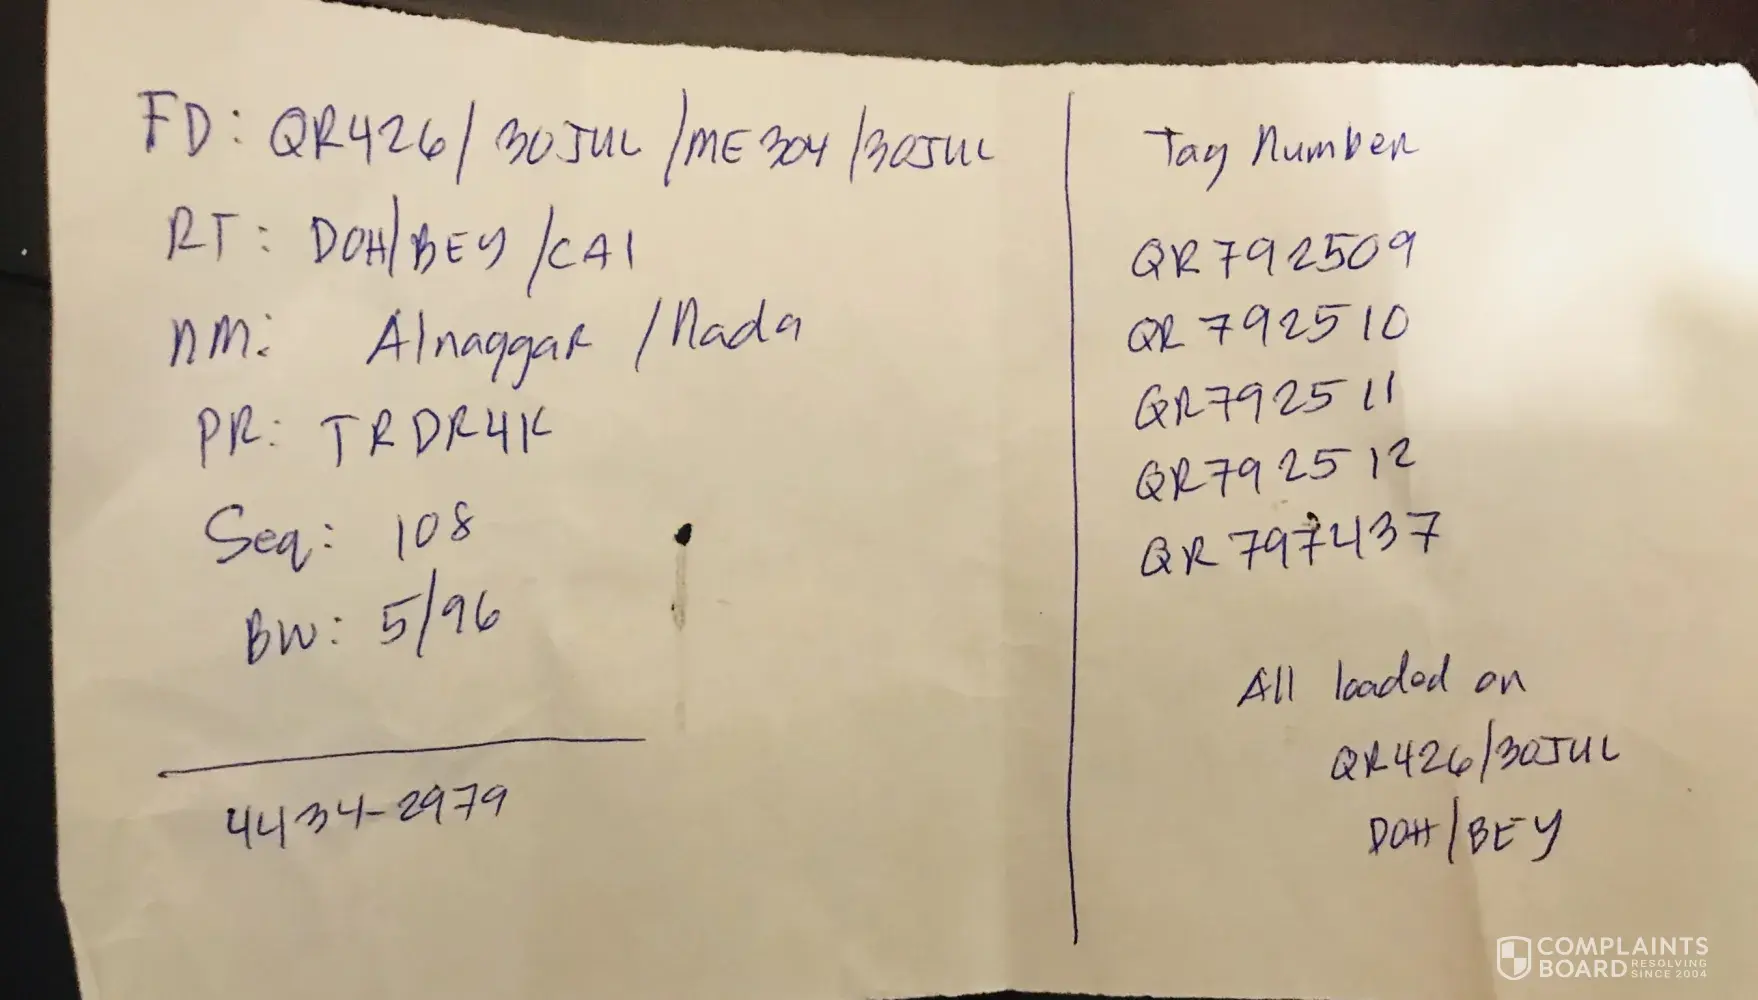 FD: QR426/30JUL/ME304/30JUL
RT: DOH/BEY/CAI
NM: Alnaggar/Nada
PR: TRDR4K
Seq: 108
BW: 5/96
4434-2979
Tag Number
QR792509
QR792510
QR792511
QR792512
QR797437
All loaded on
QR426/30JUL
DOH/BEY
COMPLAINTS
BOARD RESOLVING
SINCE 2004